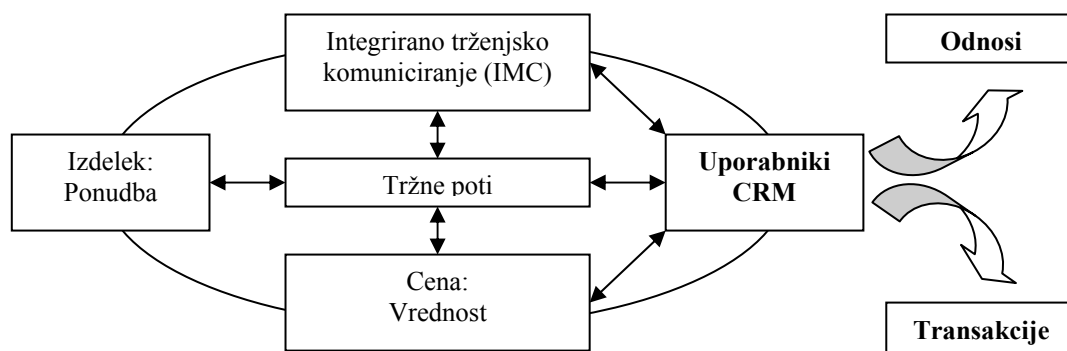 Integrirano trženjsko
komuniciranje (IMC)
Odnosi
Izdelek:
Ponudba
Tržne poti
Uporabniki
CRM
Cena:
Vrednost
Transakcije